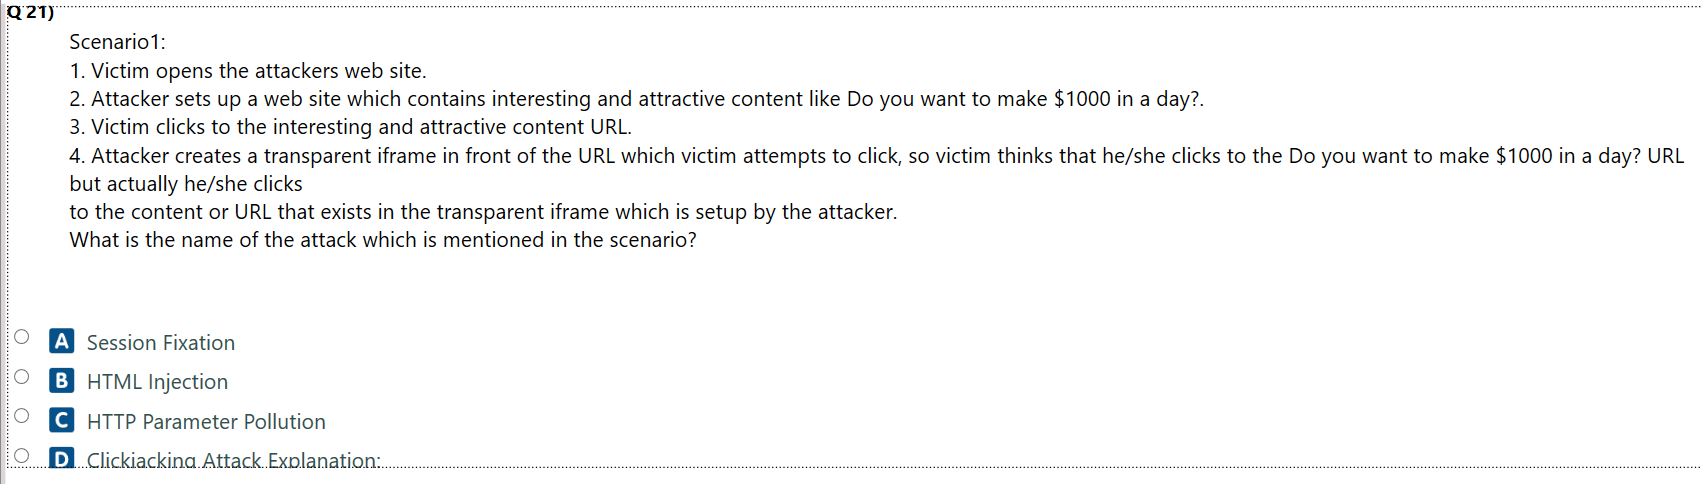 Q 21)
Scenario1:
1. Victim opens the attackers web site.
2. Attacker sets up a web site which contains interesting and attractive content like Do you want to make $1000 in a day?.
3. Victim clicks to the interesting and attractive content URL.
4. Attacker creates a transparent iframe in front of the URL which victim attempts to click, so victim thinks that he/she clicks to the Do you want to make $1000 in a day? URL
but actually he/she clicks
to the content or URL that exists in the transparent iframe which is setup by the attacker.
What is the name of the attack which is mentioned in the scenario?
A Session Fixation
B HTML Injection
C HTTP Parameter Pollution
D Clickjacking Attack Explanation: